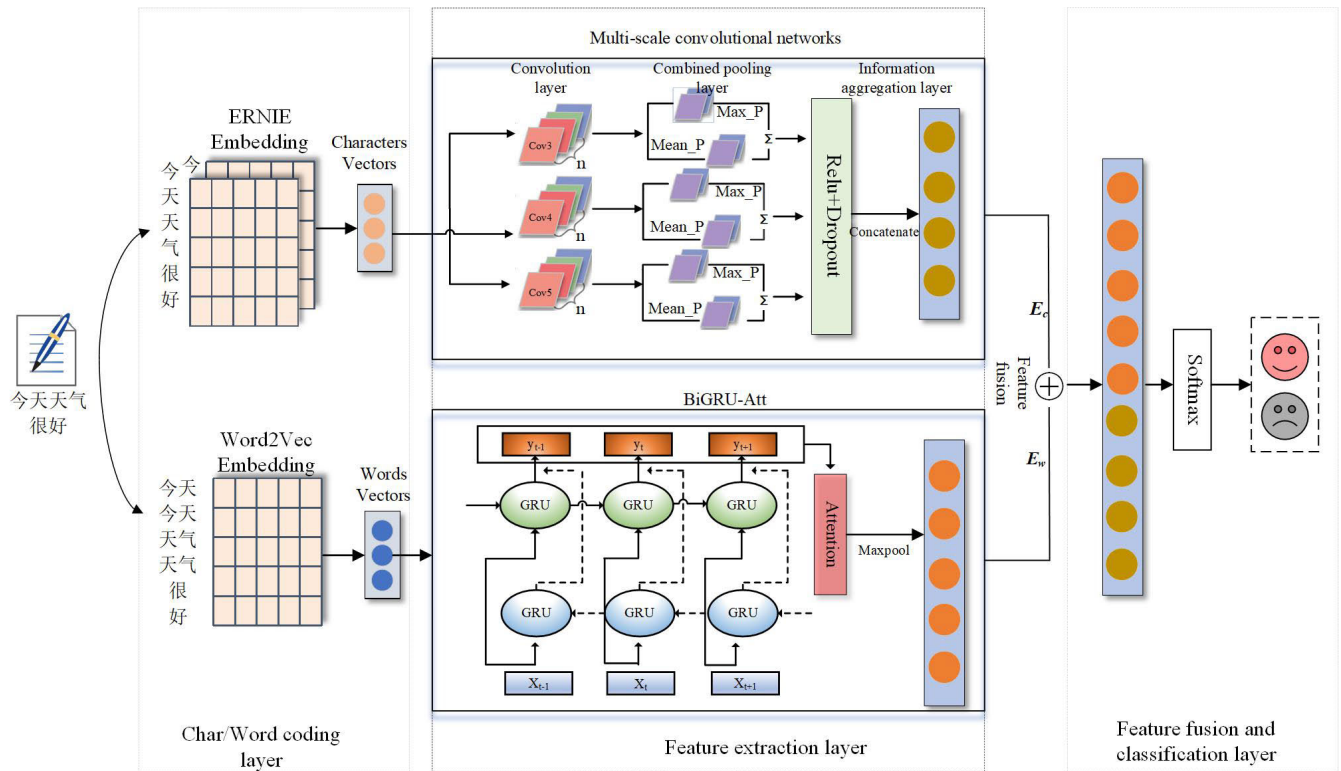 今天天气
很好
ERNIE
Embedding
今
今
天
天
气
很
好
Characters
Vectors
Word2Vec
Embedding
今天
今天
天气
天气
很
好
Words
Vectors
Char/Word coding
layer
Multi-scale convolutional networks
Convolution
layer
Combined pooling
layer
Information
aggregation layer
Cov3
n
Max_P
Mean_P
Σ
Cov4
n
Max_P
Mean_P
Σ
Cov5
n
Max_P
Mean_P
Σ
Relu+Dropout
Concatenate
BiGRU-Att
yt-1
yt
yt+1
GRU
GRU
GRU
GRU
GRU
GRU
Xt-1
Xt
Xt+1
Attention
Maxpool
Feature extraction layer
Ec
Feature
fusion
Ew
Softmax
Feature fusion and
classification layer